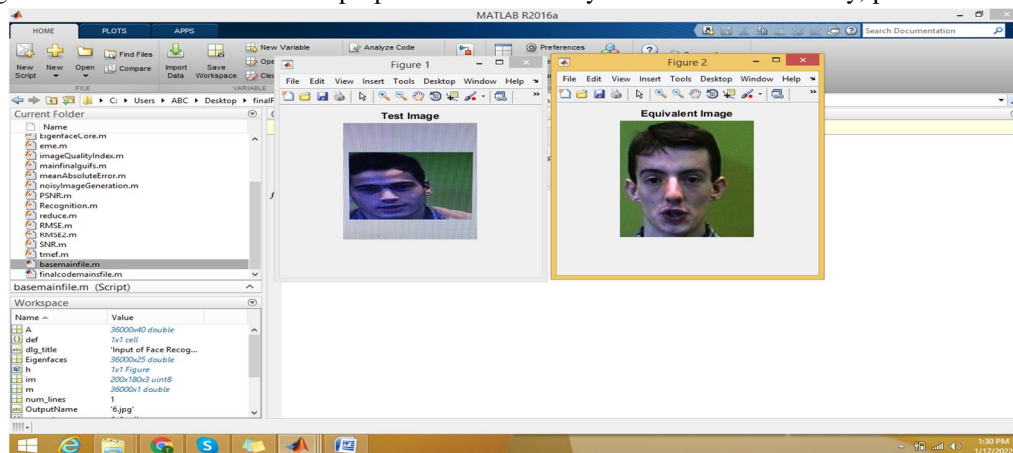 MATLAB R2016a
HOME PLOTS APPS
Search Documentation
New Script
New
Open
Find Files
Compare
Import Data
Save Workspace
New Variable
Analyze Code
Preferences
FILE
VARIABLE
C: ▸ Users ▸ ABC ▸ Desktop ▸
Current Folder
Name
EigenfaceCore.m
eme.m
imageQualityIndex.m
mainfinalguifs.m
meanAbsoluteError.m
noisyImageGeneration.m
PSNR.m
Recognition.m
reduce.m
RMSE.m
RMSE2.m
SNR.m
tmef.m
basemainfile.m
finalcodemainsfile.m
basemainfile.m (Script)
Workspace
Name Value
A 36000x40 double
def 1x1 cell
dlg_title 'Input of Face Recog...
Eigenfaces 36000x25 double
h 1x1 Figure
im 200x180x3 uint8
m 36000x1 double
num_lines 1
OutputName '6.jpg'
Figure 1
File Edit View Insert Tools Desktop Window Help
Test Image
Figure 2
File Edit View Insert Tools Desktop Window Help
Equivalent Image
1:30 PM